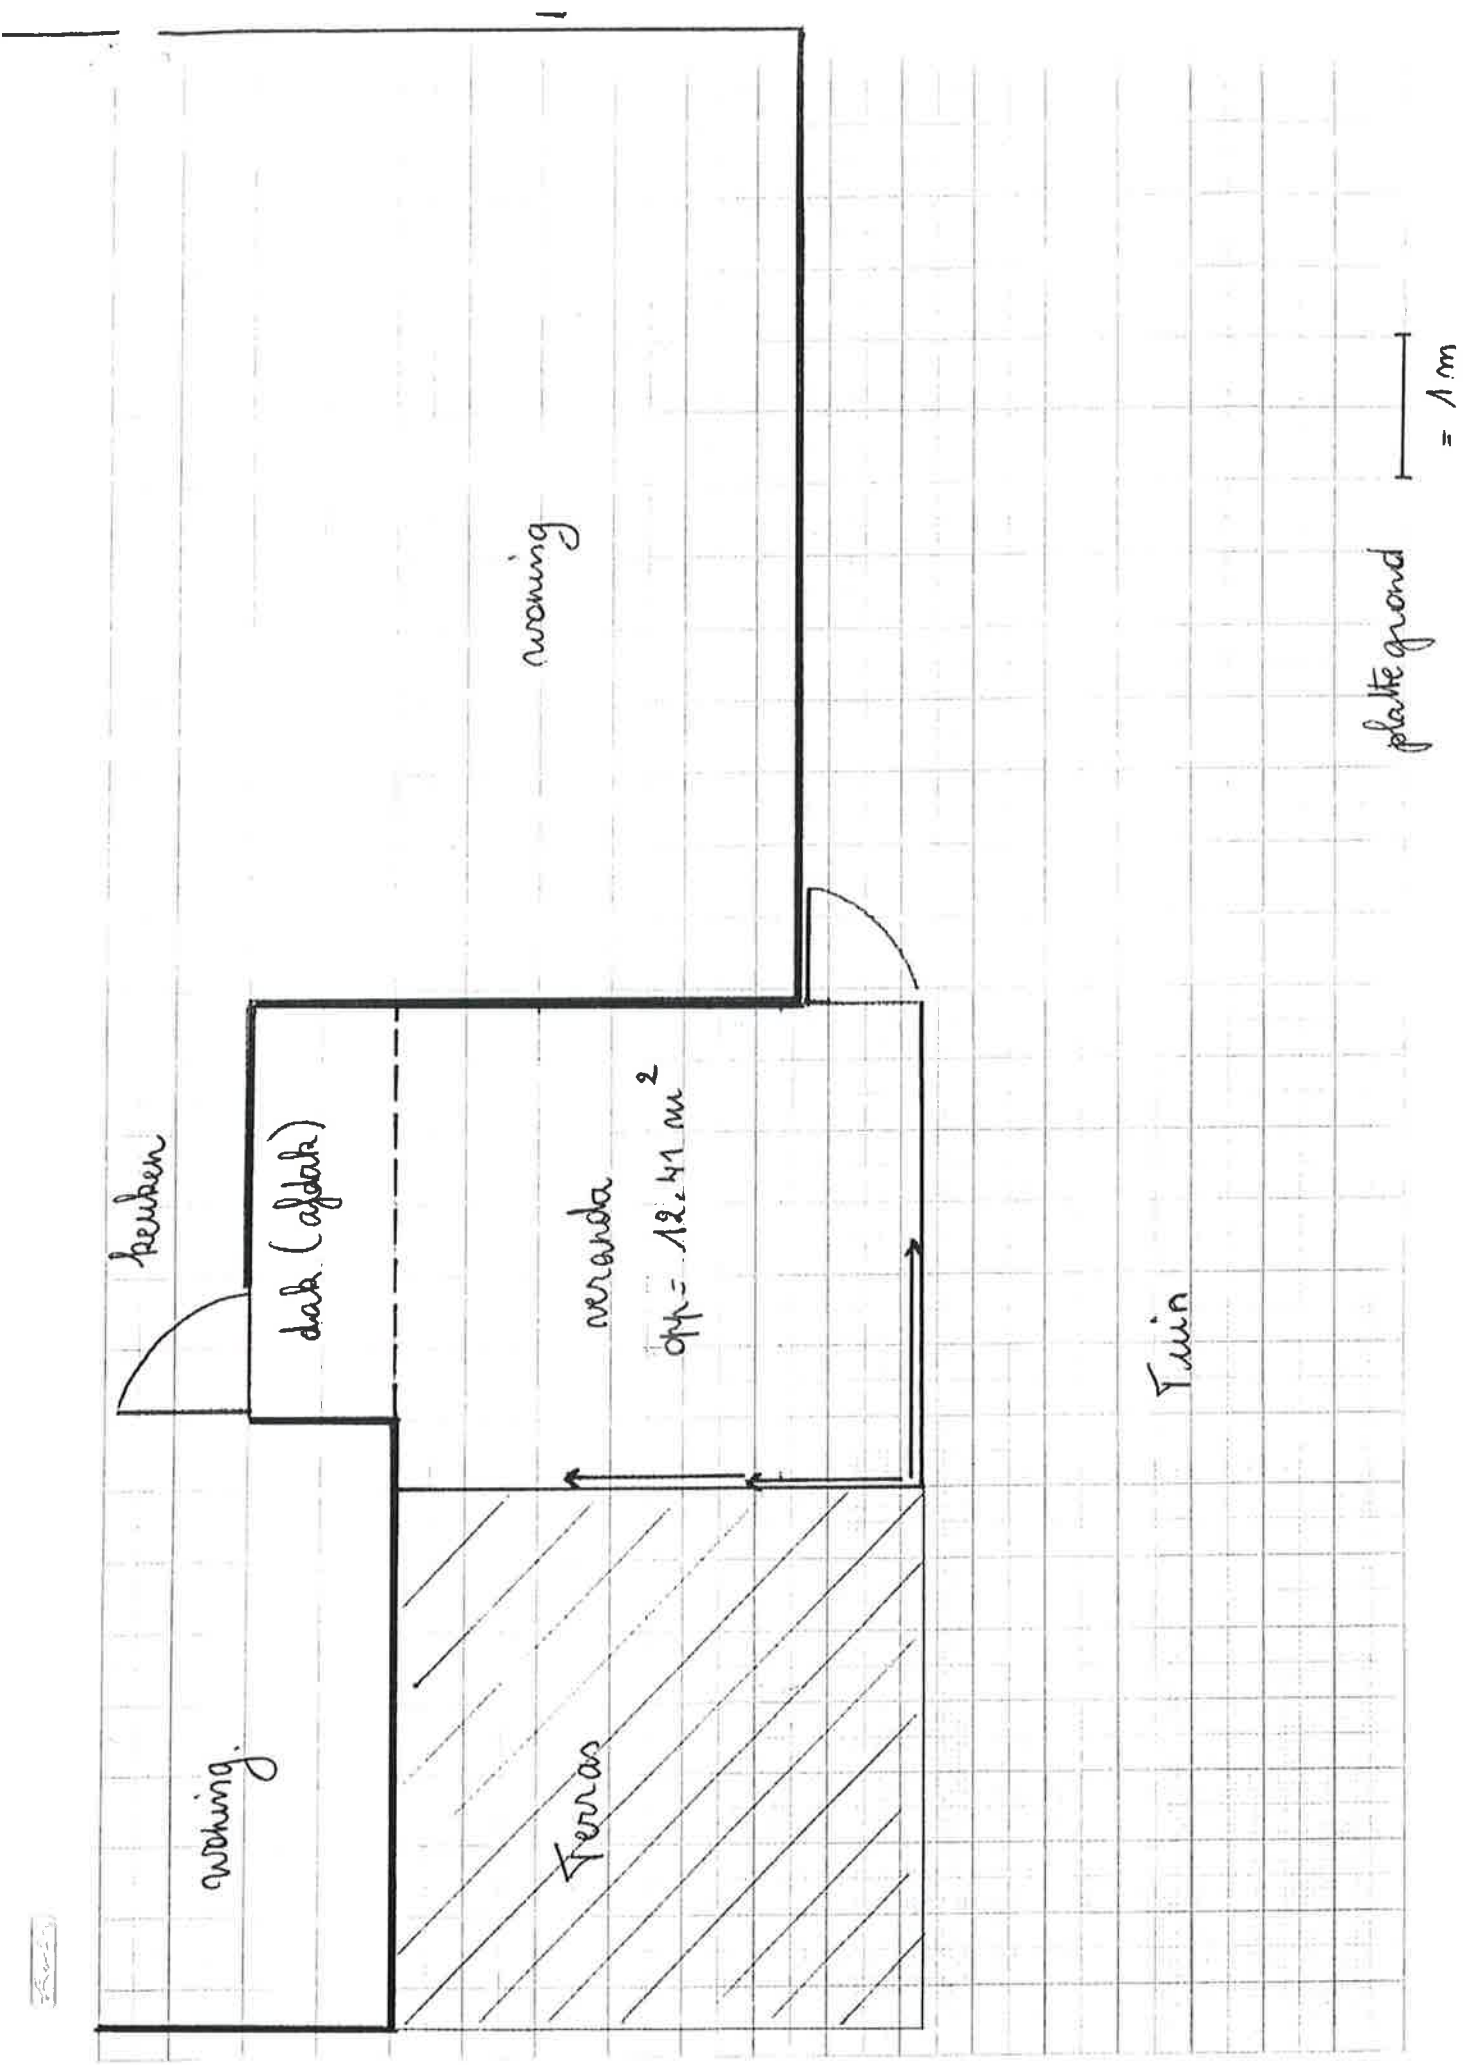 keuken
woning
dak (afdak)
woning.
veranda
opp = 12.41 m²
Terras
Tuin
platte grond
= 1 m